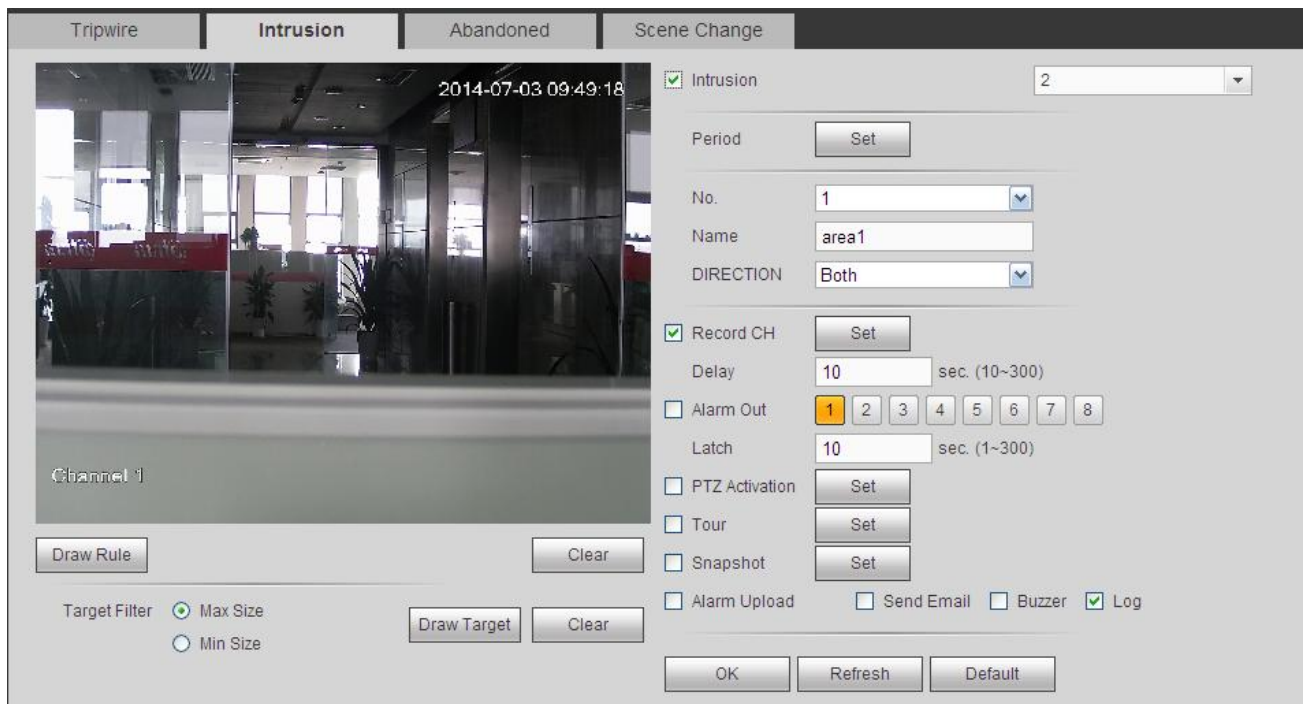 Tripwire
Intrusion
Abandoned
Scene Change
2014-07-03 09:49:18
Channel 1
Draw Rule
Clear
Target Filter
Max Size
Min Size
Draw Target
Clear
Intrusion
2
Period
Set
No.
1
Name
area1
DIRECTION
Both
Record CH
Set
Delay
10
sec. (10~300)
Alarm Out
1 2 3 4 5 6 7 8
Latch
10
sec. (1~300)
PTZ Activation
Set
Tour
Set
Snapshot
Set
Alarm Upload
Send Email
Buzzer
Log
OK
Refresh
Default